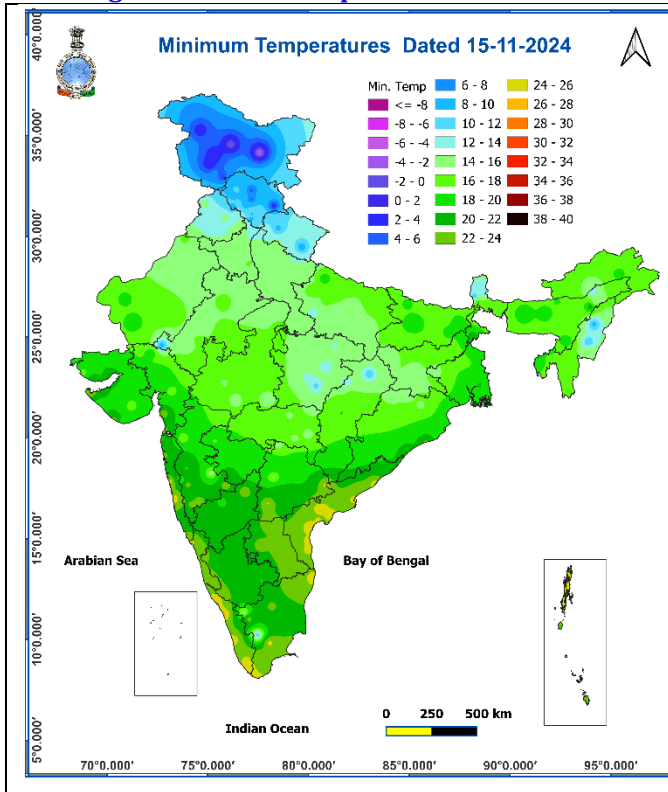 Minimum Temperatures Dated 15-11-2024
Min. Temp
<= -8
-8 - -6
-6 - -4
-4 - -2
-2 - 0
0 - 2
2 - 4
4 - 6
6 - 8
8 - 10
10 - 12
12 - 14
14 - 16
16 - 18
18 - 20
20 - 22
22 - 24
24 - 26
26 - 28
28 - 30
30 - 32
32 - 34
34 - 36
36 - 38
38 - 40
40°0.000'
35°0.000'
30°0.000'
25°0.000'
20°0.000'
15°0.000'
10°0.000'
5°0.000'
Arabian Sea
Bay of Bengal
Indian Ocean
0 250 500 km
70°0.000' 75°0.000' 80°0.000' 85°0.000' 90°0.000' 95°0.000'